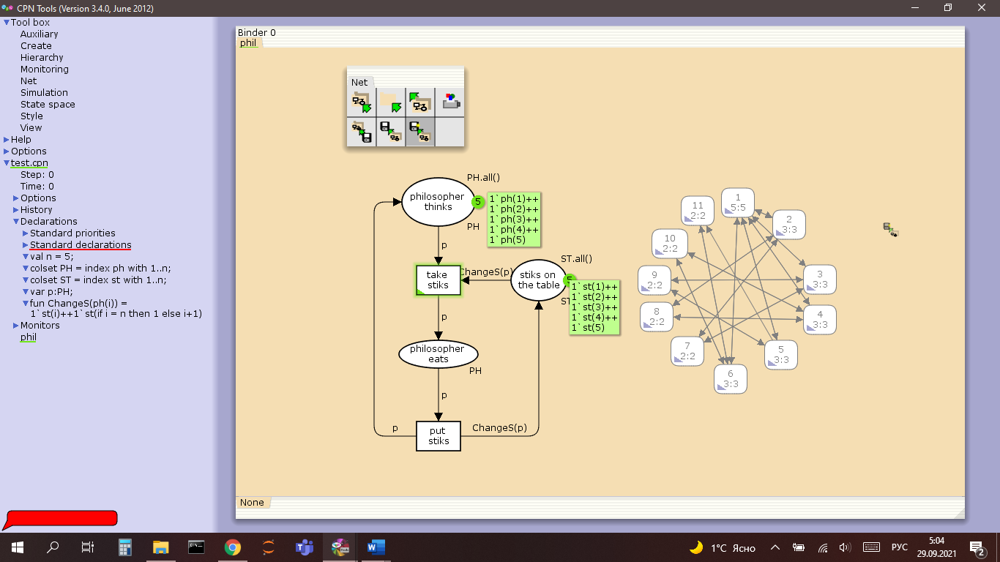 CPN Tools (Version 3.4.0, June 2012)
Tool box
Auxiliary
Create
Hierarchy
Monitoring
Net
Simulation
State space
Style
View
Help
Options
test.cpn
Step: 0
Time: 0
Options
History
Declarations
Standard priorities
Standard declarations
val n = 5;
colset PH = index ph with 1..n;
colset ST = index st with 1..n;
var p:PH;
fun ChangeS(ph(i)) =
1`st(i)++1`st(if i = n then 1 else i+1)
Monitors
phil
Binder 0
phil
Net
PH.all()
philosopher
thinks
5
1`ph(1)++
1`ph(2)++
1`ph(3)++
1`ph(4)++
1`ph(5)
PH
p
take
stiks
ChangeS(p)
ST.all()
stiks on
the table
5
ST
1`st(1)++
1`st(2)++
1`st(3)++
1`st(4)++
1`st(5)
p
philosopher
eats
PH
p
p
put
stiks
ChangeS(p)
1
5:5
2
3:3
3
3:3
4
3:3
5
3:3
6
3:3
7
2:2
8
2:2
9
2:2
10
2:2
11
2:2
None
1°C Ясно
РУС
5:04
29.09.2021
2